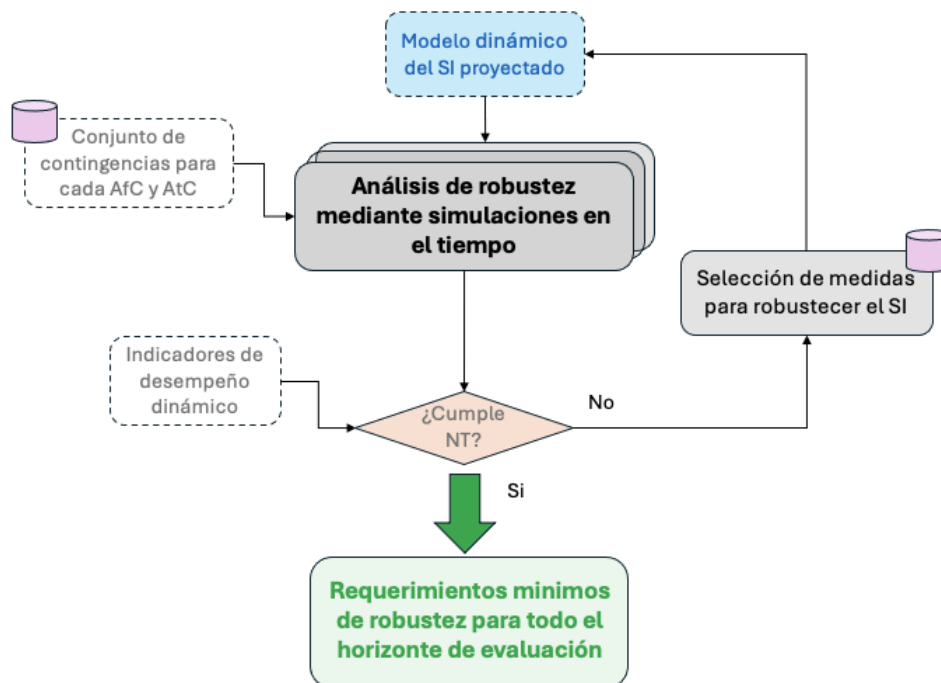 Modelo dinámico
del SI proyectado
Conjunto de
contingencias para
cada AfC y AtC
Análisis de robustez
mediante simulaciones en
el tiempo
Selección de medidas
para robustecer el SI
Indicadores de
desempeño
dinámico
¿Cumple
NT?
No
Si
Requerimientos minimos
de robustez para todo el
horizonte de evaluación